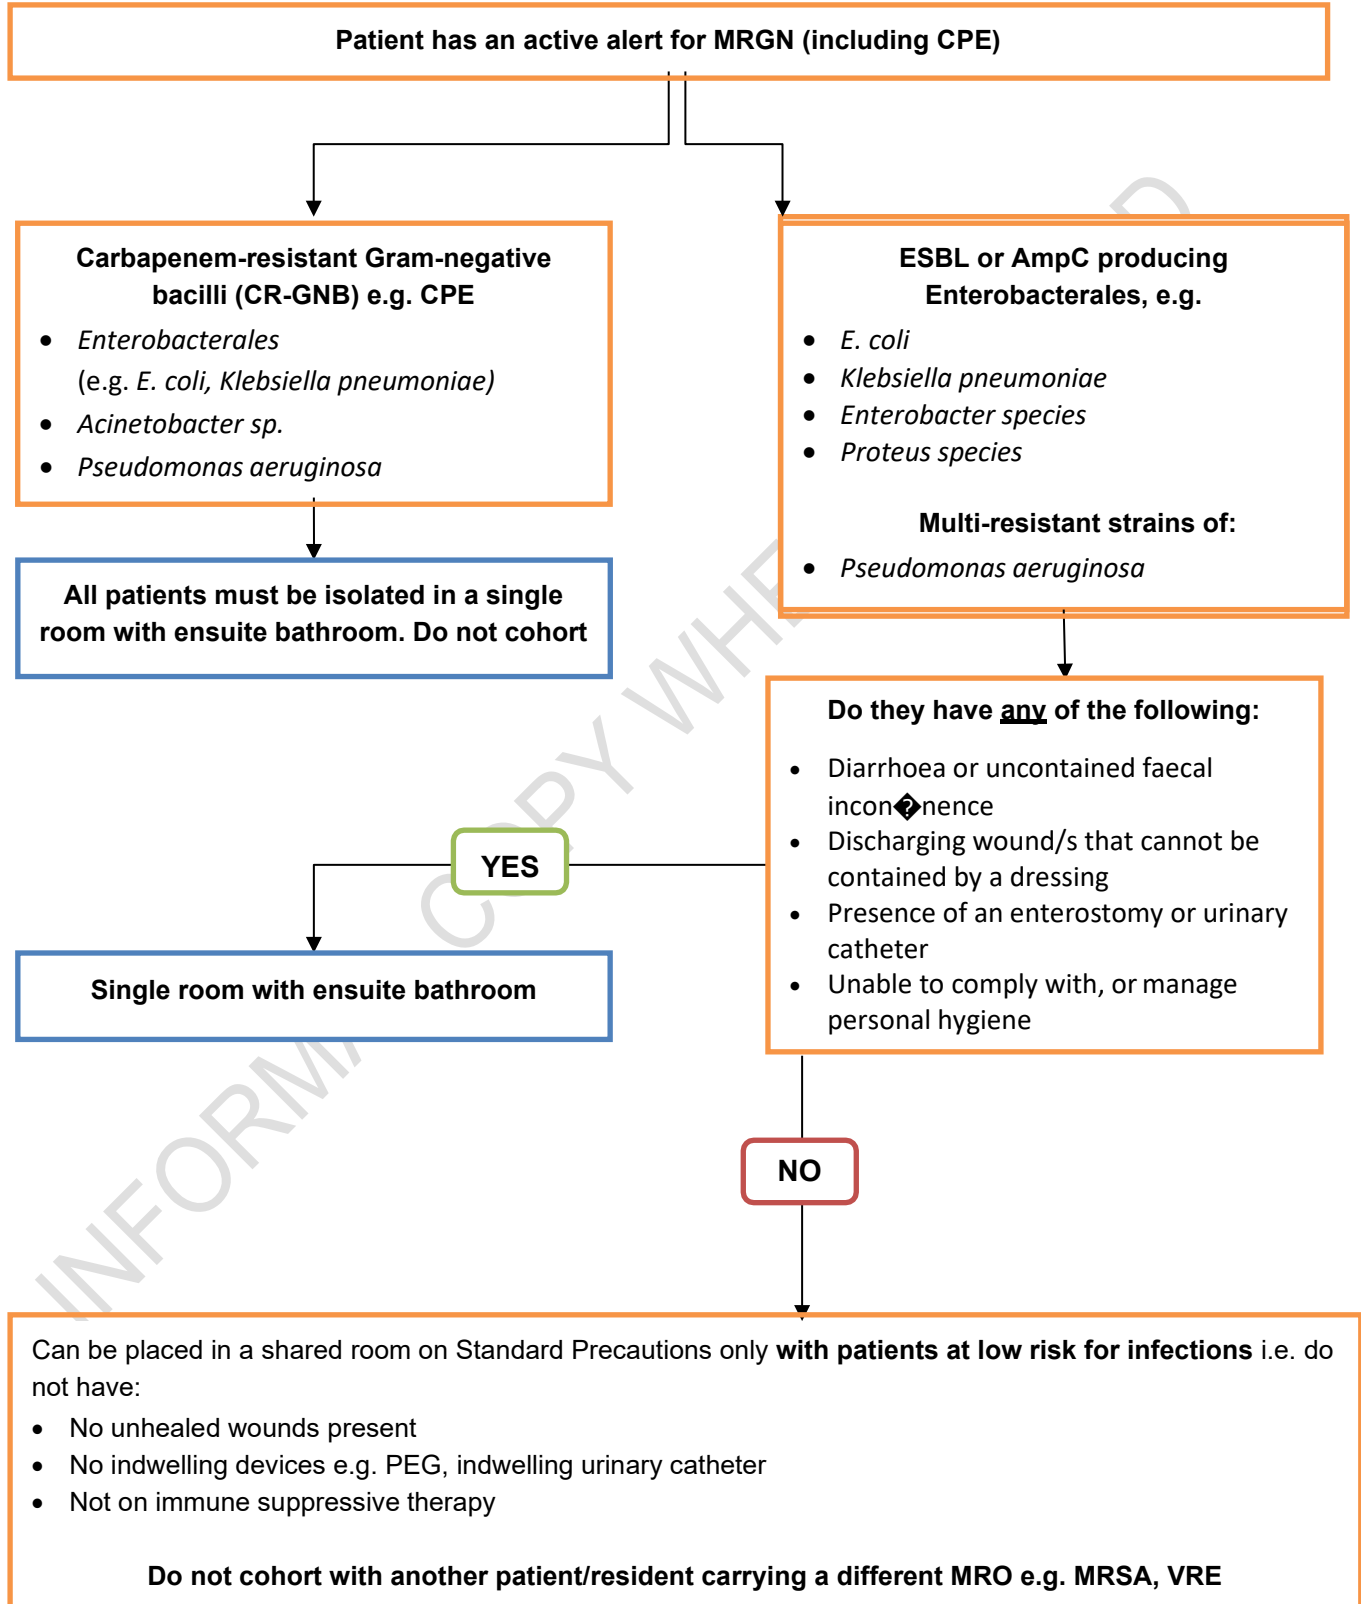 Patient has an active alert for MRGN (including CPE)
Carbapenem-resistant Gram-negative
bacilli (CR-GNB) e.g. CPE
• Enterobacterales
(e.g. E. coli, Klebsiella pneumoniae)
• Acinetobacter sp.
• Pseudomonas aeruginosa
All patients must be isolated in a single
room with ensuite bathroom. Do not cohort
ESBL or AmpC producing
Enterobacterales, e.g.
• E. coli
• Klebsiella pneumoniae
• Enterobacter species
• Proteus species
Multi-resistant strains of:
• Pseudomonas aeruginosa
Do they have any of the following:
• Diarrhoea or uncontained faecal
incon�nence
• Discharging wound/s that cannot be
contained by a dressing
• Presence of an enterostomy or urinary
catheter
• Unable to comply with, or manage
personal hygiene
YES
Single room with ensuite bathroom
NO
Can be placed in a shared room on Standard Precautions only with patients at low risk for infections i.e. do
not have:
• No unhealed wounds present
• No indwelling devices e.g. PEG, indwelling urinary catheter
• Not on immune suppressive therapy
Do not cohort with another patient/resident carrying a different MRO e.g. MRSA, VRE
COPY